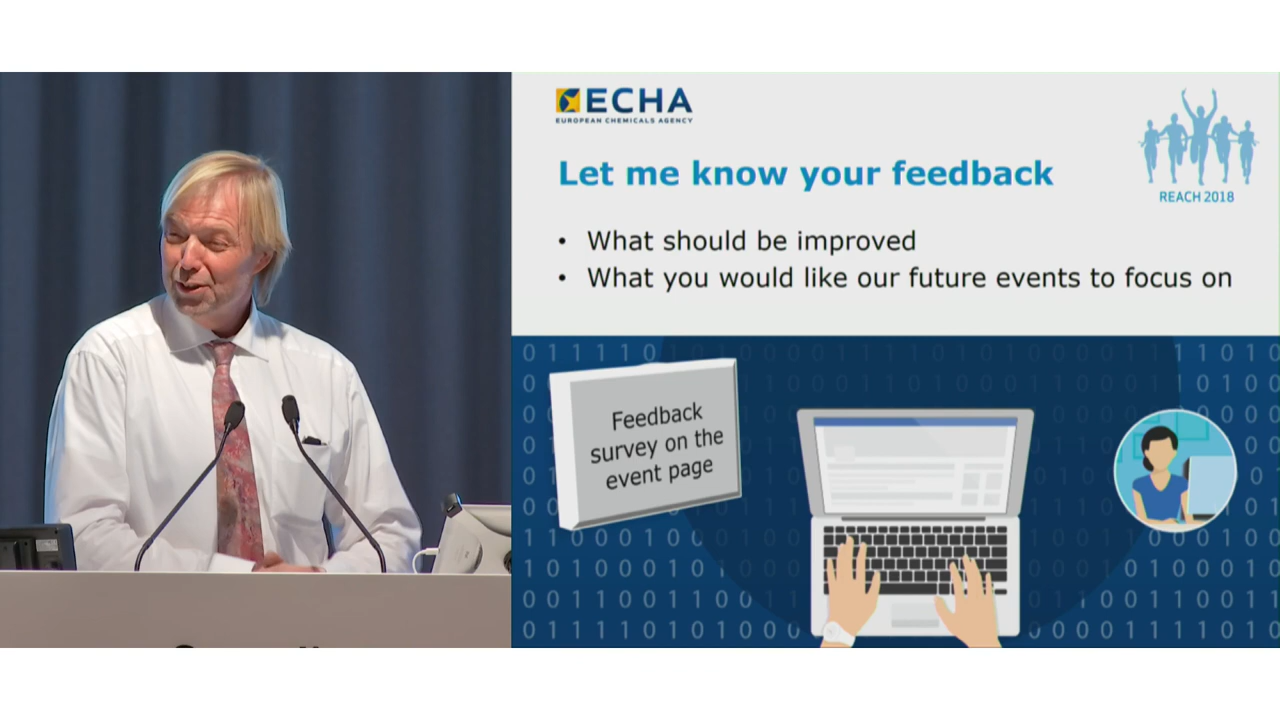 ECHA
EUROPEAN CHEMICALS AGENCY
REACH 2018
Let me know your feedback
• What should be improved
• What you would like our future events to focus on
Feedback
survey on the
event page